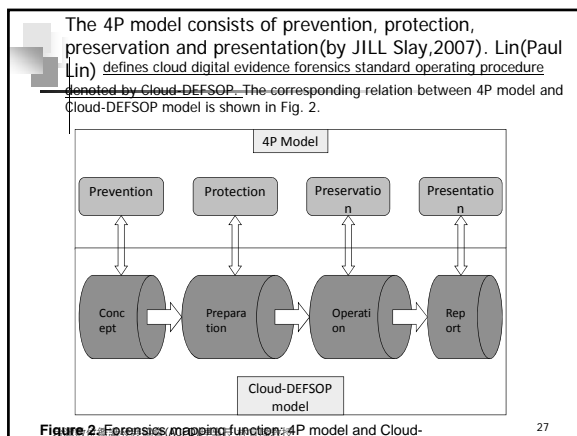 The 4P model consists of prevention, protection,
preservation and presentation(by JILL Slay,2007). Lin(Paul
Lin) defines cloud digital evidence forensics standard operating procedure
denoted by Cloud-DEFSOP. The corresponding relation between 4P model and
Cloud-DEFSOP model is shown in Fig. 2.
4P Model
Prevention
Protection
Preservatio
n
Presentatio
n
Conc
ept
Prepara
tion
Operati
on
Rep
ort
Cloud-DEFSOP
model
Figure 2. Forensics mapping function: 4P model and Cloud-
27